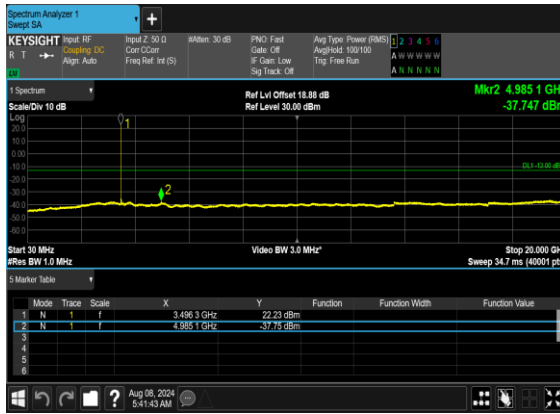 Spectrum Analyzer 1
Swept SA
+
KEYSIGHT Input: RF Input Z: 50 Ω #Atten: 30 dB PNO: Fast Avg Type: Power (RMS) 1 2 3 4 5 6
R T Coupling: DC Corr CCorr Gate: Off Avg|Hold: 100/100 A W W W W W
Align: Auto Freq Ref: Int (S) IF Gain: Low Trig: Free Run
Sig Track: Off A N N N N N
1 Spectrum Ref Lvl Offset 18.88 dB Mkr2 4.985 1 GH
Scale/Div 10 dB Ref Level 30.00 dBm -37.747 dB
Log
20.0
10.0
0.00
-10.0
-20.0
-30.0
-40.0
-50.0
-60.0
1
2
DL1 -13.00 dB
Start 30 MHz Video BW 3.0 MHz* Stop 20.000 GH
#Res BW 1.0 MHz Sweep 34.7 ms (40001 pt
5 Marker Table
Mode Trace Scale X Y Function Function Width Function Value
1 N 1 f 3.496 3 GHz 22.23 dBm
2 N 1 f 4.985 1 GHz -37.75 dBm
3
4
5
6
? Aug 08, 2024
5:41:43 AM